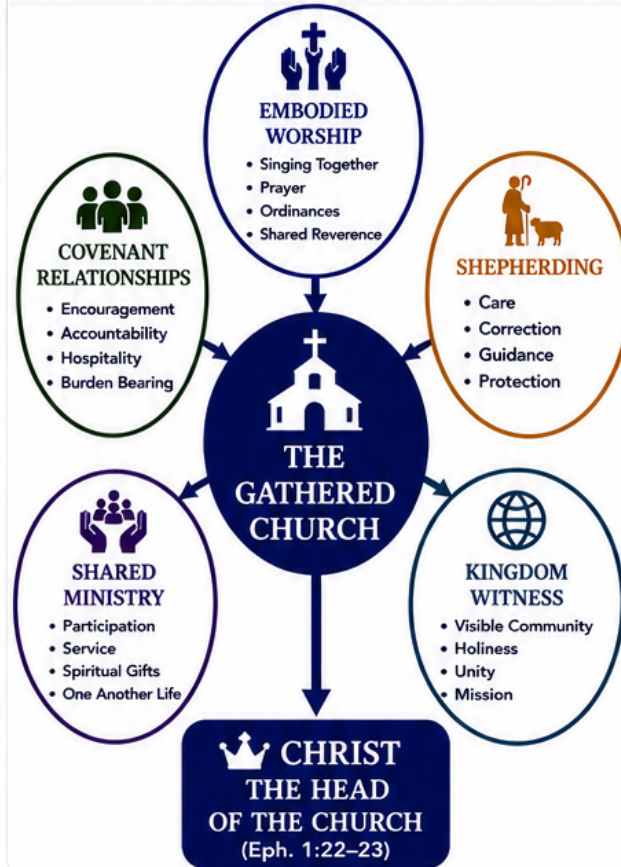 EMBODIED
WORSHIP
• Singing Together
• Prayer
• Ordinances
• Shared Reverence
COVENANT
RELATIONSHIPS
• Encouragement
• Accountability
• Hospitality
• Burden Bearing
SHEPHERDING
• Care
• Correction
• Guidance
• Protection
THE
GATHERED
CHURCH
SHARED
MINISTRY
• Participation
• Service
• Spiritual Gifts
• One Another Life
KINGDOM
WITNESS
• Visible Community
• Holiness
• Unity
• Mission
CHRIST
THE HEAD
OF THE CHURCH
(Eph. 1:22–23)